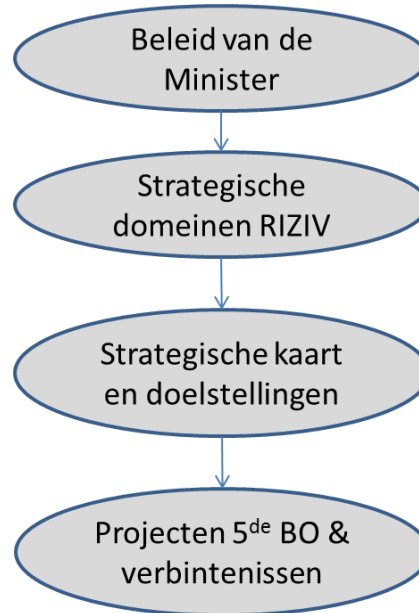 Beleid van de
Minister
Strategische
domeinen RIZIV
Strategische kaart
en doelstellingen
Projecten 5de BO &
verbintenissen